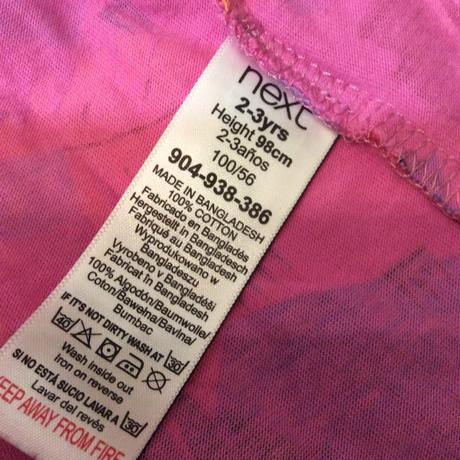 next
2-3yrs
Height 98cm
2-3años
100/56
904-938-386
MADE IN BANGLADESH
100% COTTON
Fabricado en Bangladés
Hergestellt in Bangladesch
Fabriqué au Bangladesh
Wyprodukowano w
Bangladeszu
Vyrobeno v Bangladéši
Fabricat în Bangladesh
100% Algodón/Baumwolle/
Coton/Bawełna/Bavlna/
Bumbac
IF IT'S NOT DIRTY WASH AT 30
30
Wash inside out
Iron on reverse
SI NO ESTÁ SUCIO LAVAR A 30
Lavar del revés
KEEP AWAY FROM FIRE